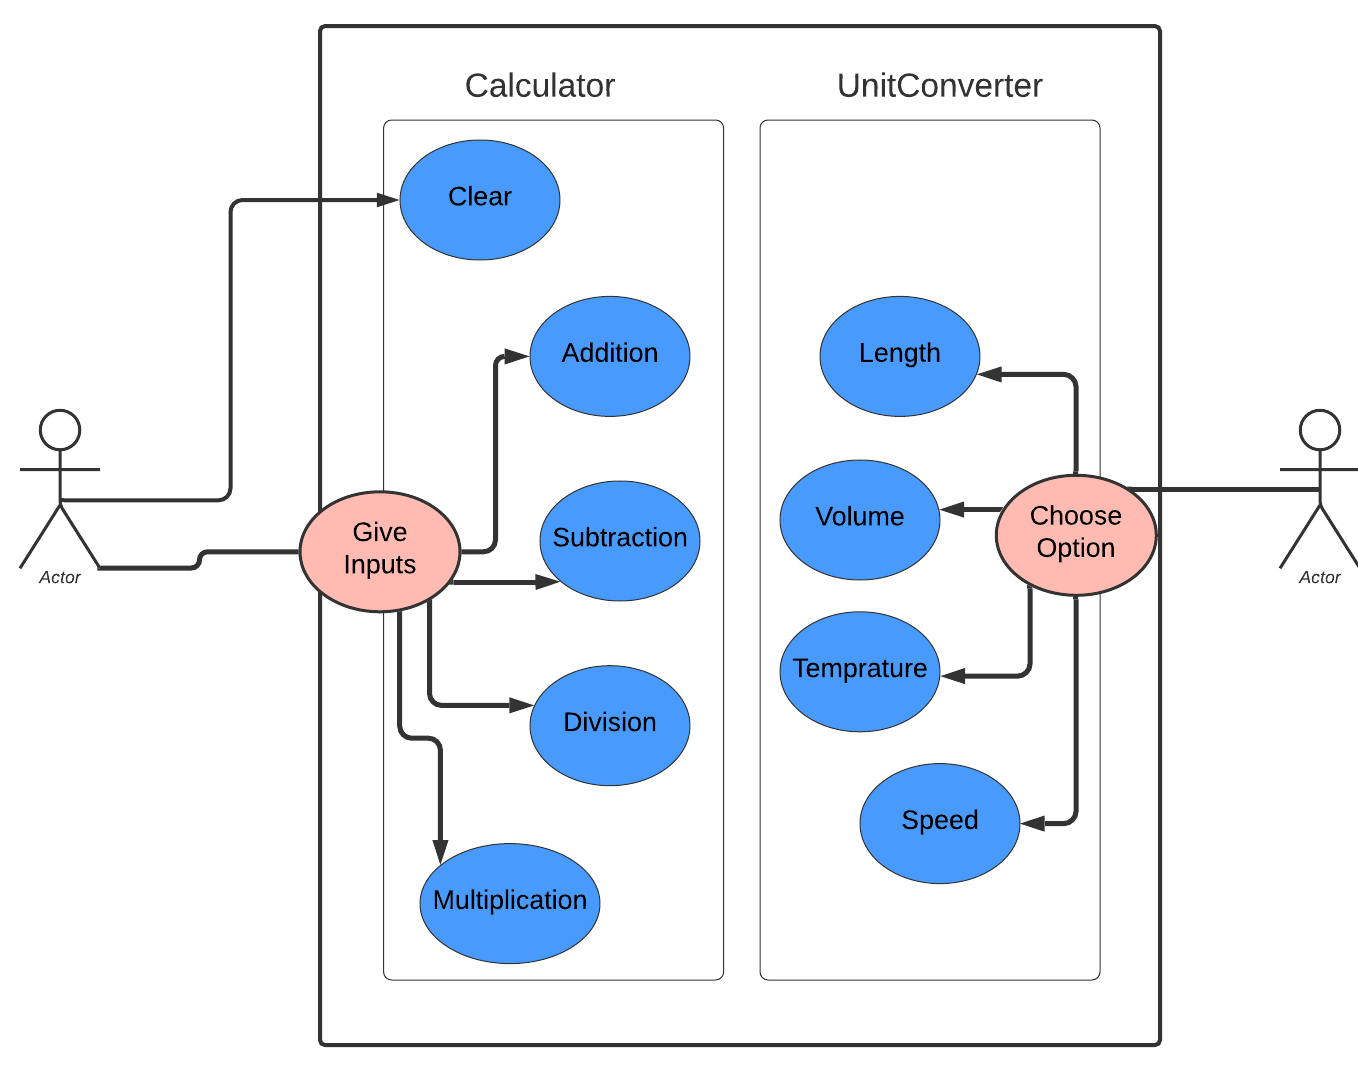 Calculator
UnitConverter
Clear
Addition
Length
Give
Inputs
Subtraction
Volume
Choose
Option
Actor
Actor
Temprature
Division
Speed
Multiplication